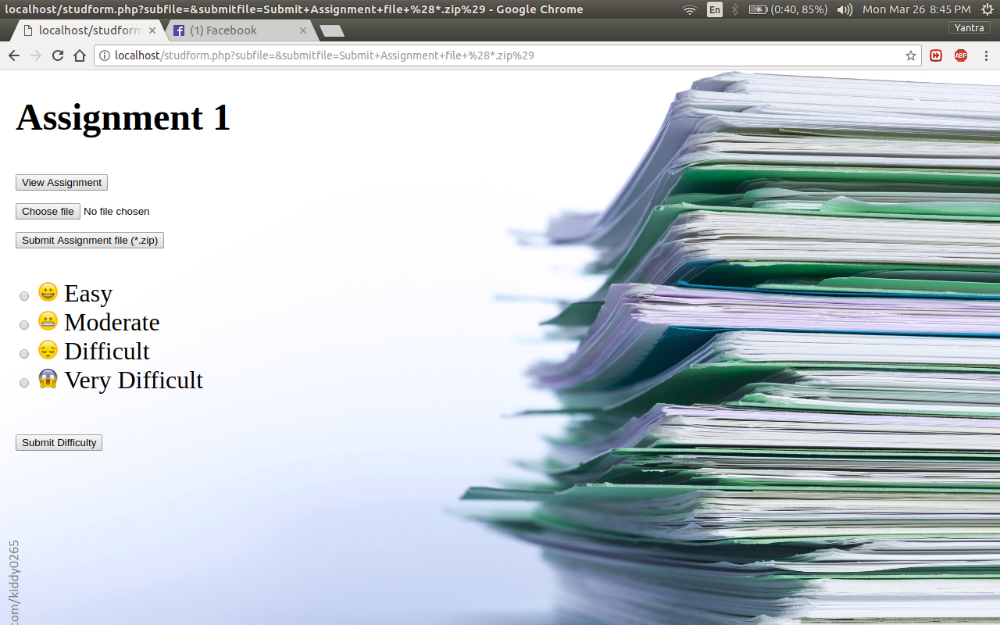 localhost/studform.php?subfile=&submitfile=Submit+Assignment+file+%28*.zip%29 - Google Chrome
En
(0:40, 85%)
Mon Mar 26 8:45 PM
localhost/studform
(1) Facebook
Yantra
localhost/studform.php?subfile=&submitfile=Submit+Assignment+file+%28*.zip%29
ABP
Assignment 1
View Assignment
Choose file No file chosen
Submit Assignment file (*.zip)
😀 Easy
😬 Moderate
😔 Difficult
😱 Very Difficult
Submit Difficulty
com/kiddy0265